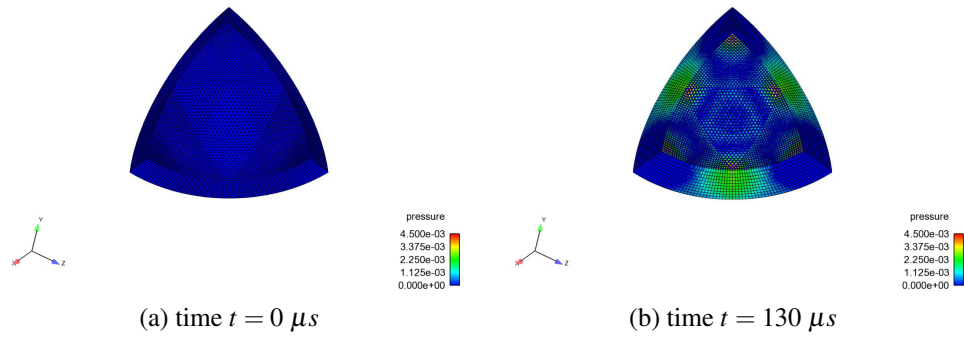 Y
X
Z
pressure
4.500e-03
3.375e-03
2.250e-03
1.125e-03
0.000e+00
(a) time t = 0 μs
Y
X
Z
pressure
4.500e-03
3.375e-03
2.250e-03
1.125e-03
0.000e+00
(b) time t = 130 μs